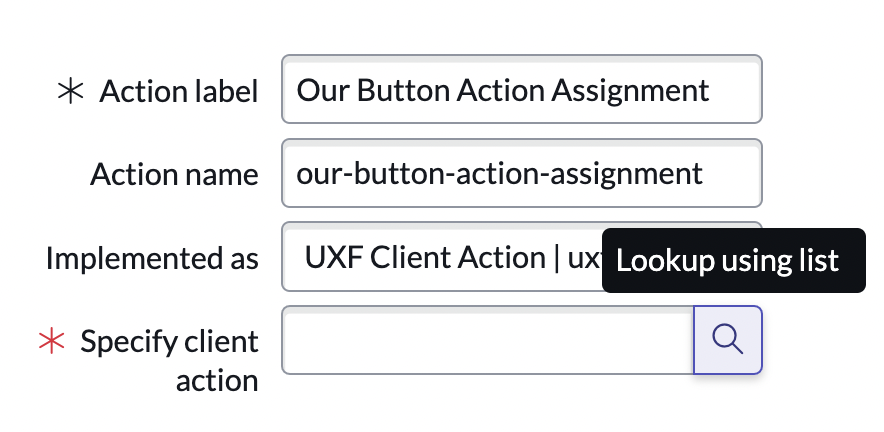 * Action label Our Button Action Assignment
Action name our-button-action-assignment
Implemented as UXF Client Action |
Lookup using list
* Specify client
action